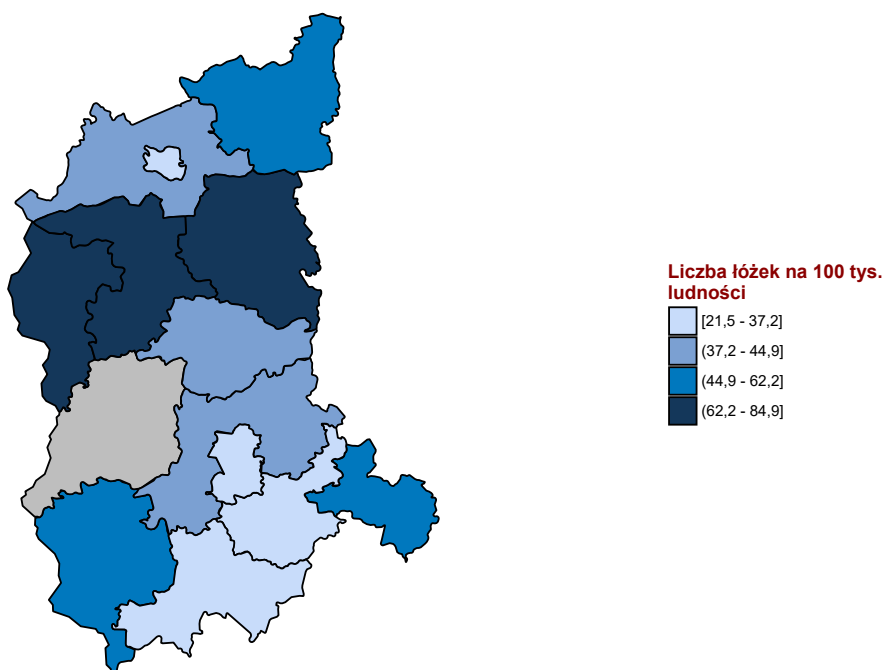 Liczba łóżek na 100 tys.
ludności
[21,5 - 37,2]
(37,2 - 44,9]
(44,9 - 62,2]
(62,2 - 84,9]